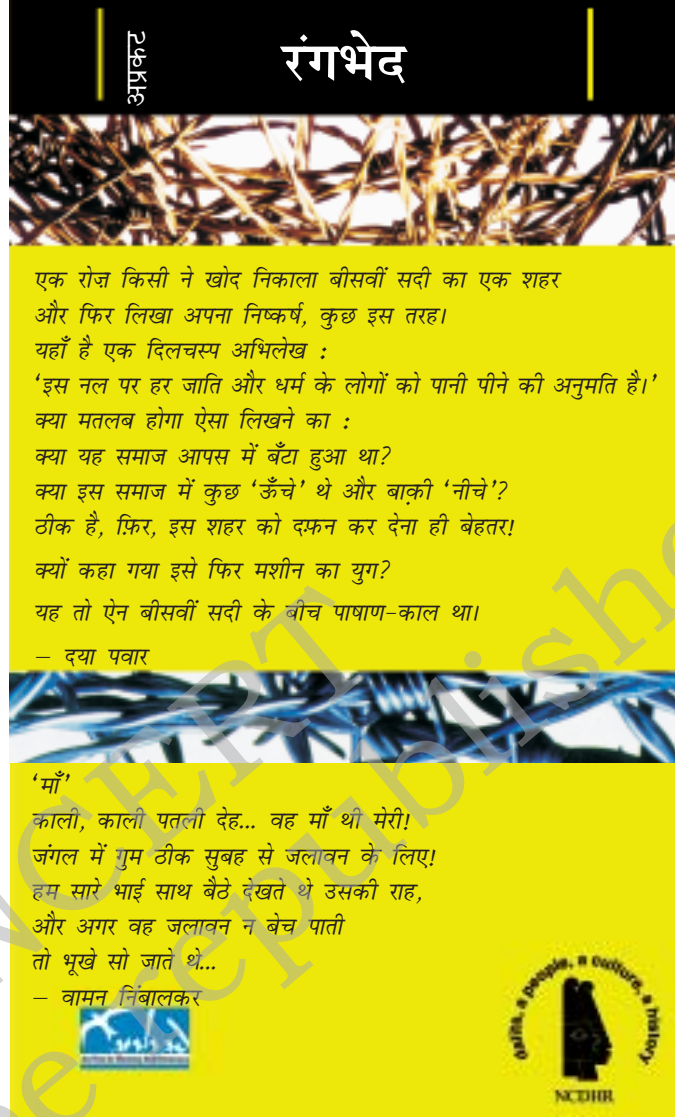 अप्रकट
रंगभेद
एक रोज़ किसी ने खोद निकाला बीसवीं सदी का एक शहर
और फिर लिखा अपना निष्कर्ष, कुछ इस तरह।
यहाँ है एक दिलचस्प अभिलेख :
‘इस नल पर हर जाति और धर्म के लोगों को पानी पीने की अनुमति है।’
क्या मतलब होगा ऐसा लिखने का :
क्या यह समाज आपस में बँटा हुआ था?
क्या इस समाज में कुछ ‘ऊँचे’ थे और बाक़ी ‘नीचे’?
ठीक है, फ़िर, इस शहर को दफ़न कर देना ही बेहतर!
क्यों कहा गया इसे फिर मशीन का युग?
यह तो ऐन बीसवीं सदी के बीच पाषाण-काल था।
– दया पवार
‘माँ’
काली, काली पतली देह... वह माँ थी मेरी!
जंगल में गुम ठीक सुबह से जलावन के लिए!
हम सारे भाई साथ बैठे देखते थे उसकी राह,
और अगर वह जलावन न बेच पाती
तो भूखे सो जाते थे...
– वामन निंबालकर
dalits, a people, a culture, a history
NCDHR
NCERT
be republishe